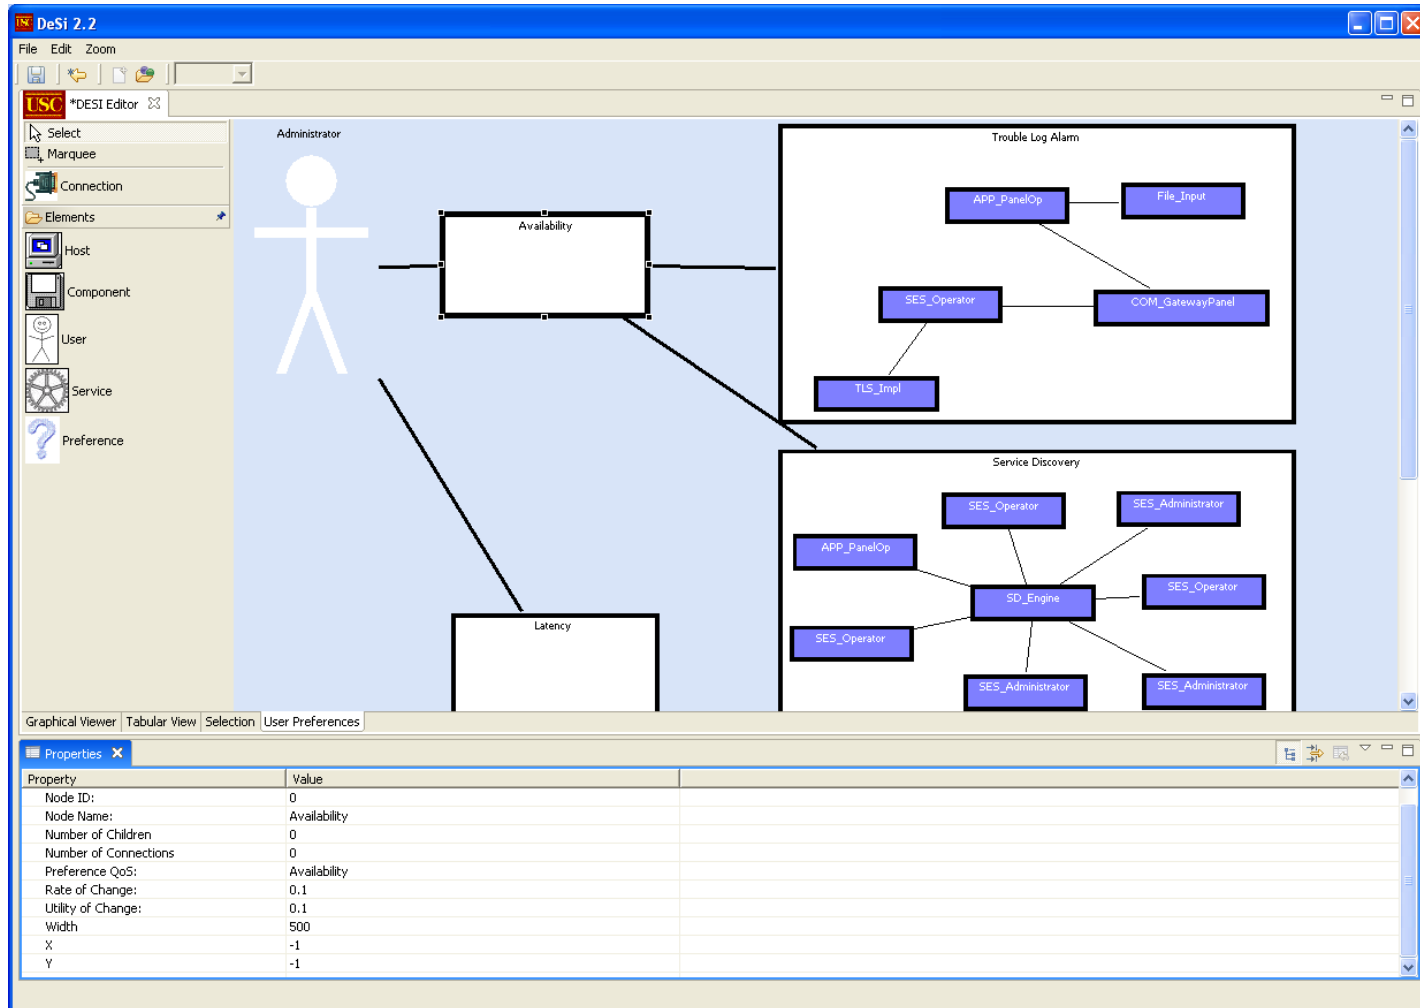 USC DeSi 2.2
File Edit Zoom
USC *DESI Editor
Select
Marquee
Connection
Elements
Host
Component
User
Service
Preference
Administrator
Availability
Latency
Trouble Log Alarm
APP_PanelOp
File_Input
SES_Operator
COM_GatewayPanel
TLS_Impl
Service Discovery
SES_Operator
SES_Administrator
APP_PanelOp
SD_Engine
SES_Operator
SES_Operator
SES_Administrator
SES_Administrator
Graphical Viewer Tabular View Selection User Preferences
Properties
Property Value
Node ID: 0
Node Name: Availability
Number of Children 0
Number of Connections 0
Preference QoS: Availability
Rate of Change: 0.1
Utility of Change: 0.1
Width 500
X -1
Y -1